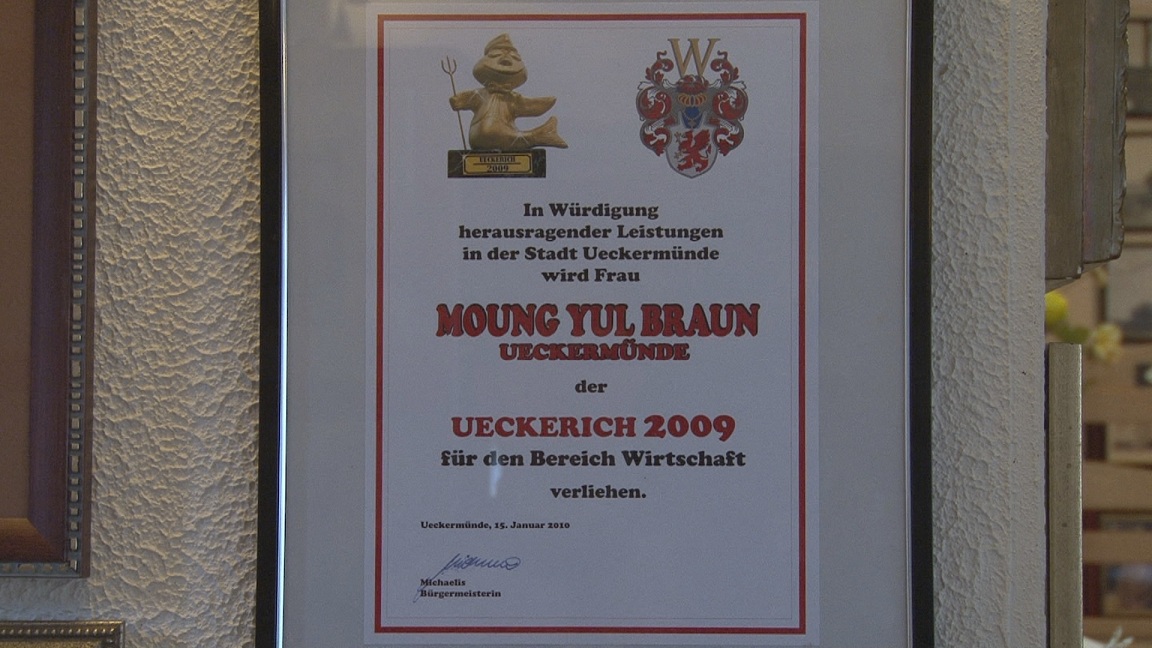 UECKERICH
2009
W
In Würdigung
herausragender Leistungen
in der Stadt Ueckermünde
wird Frau
MOUNG YUL BRAUN
UECKERMÜNDE
der
UECKERICH 2009
für den Bereich Wirtschaft
verliehen.
Ueckermünde, 15. Januar 2010
Michaelis
Bürgermeisterin